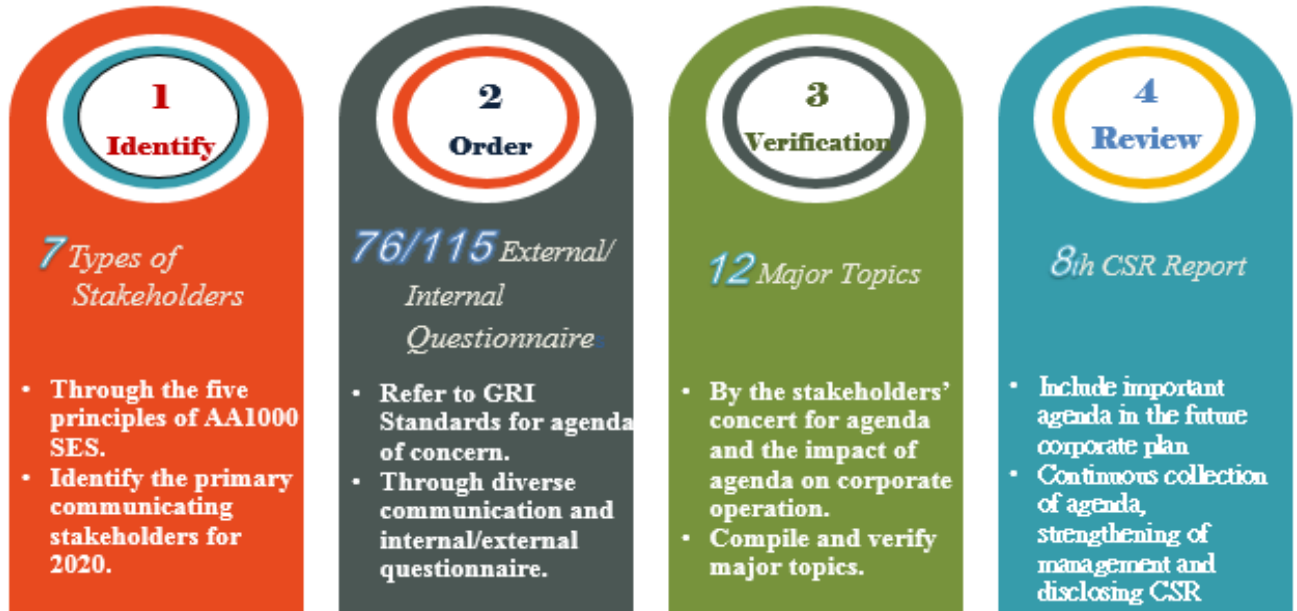 1
Identify
7 Types of
Stakeholders
• Through the five
principles of AA1000
SES.
• Identify the primary
communicating
stakeholders for
2020.
2
Order
76/115 External/
Internal
Questionnaires
• Refer to GRI
Standards for agenda
of concern.
• Through diverse
communication and
internal/external
questionnaire.
3
Verification
12 Major Topics
• By the stakeholders’
concert for agenda
and the impact of
agenda on corporate
operation.
• Compile and verify
major topics.
4
Review
8th CSR Report
• Include important
agenda in the future
corporate plan
• Continuous collection
of agenda,
strengthening of
management and
disclosing CSR